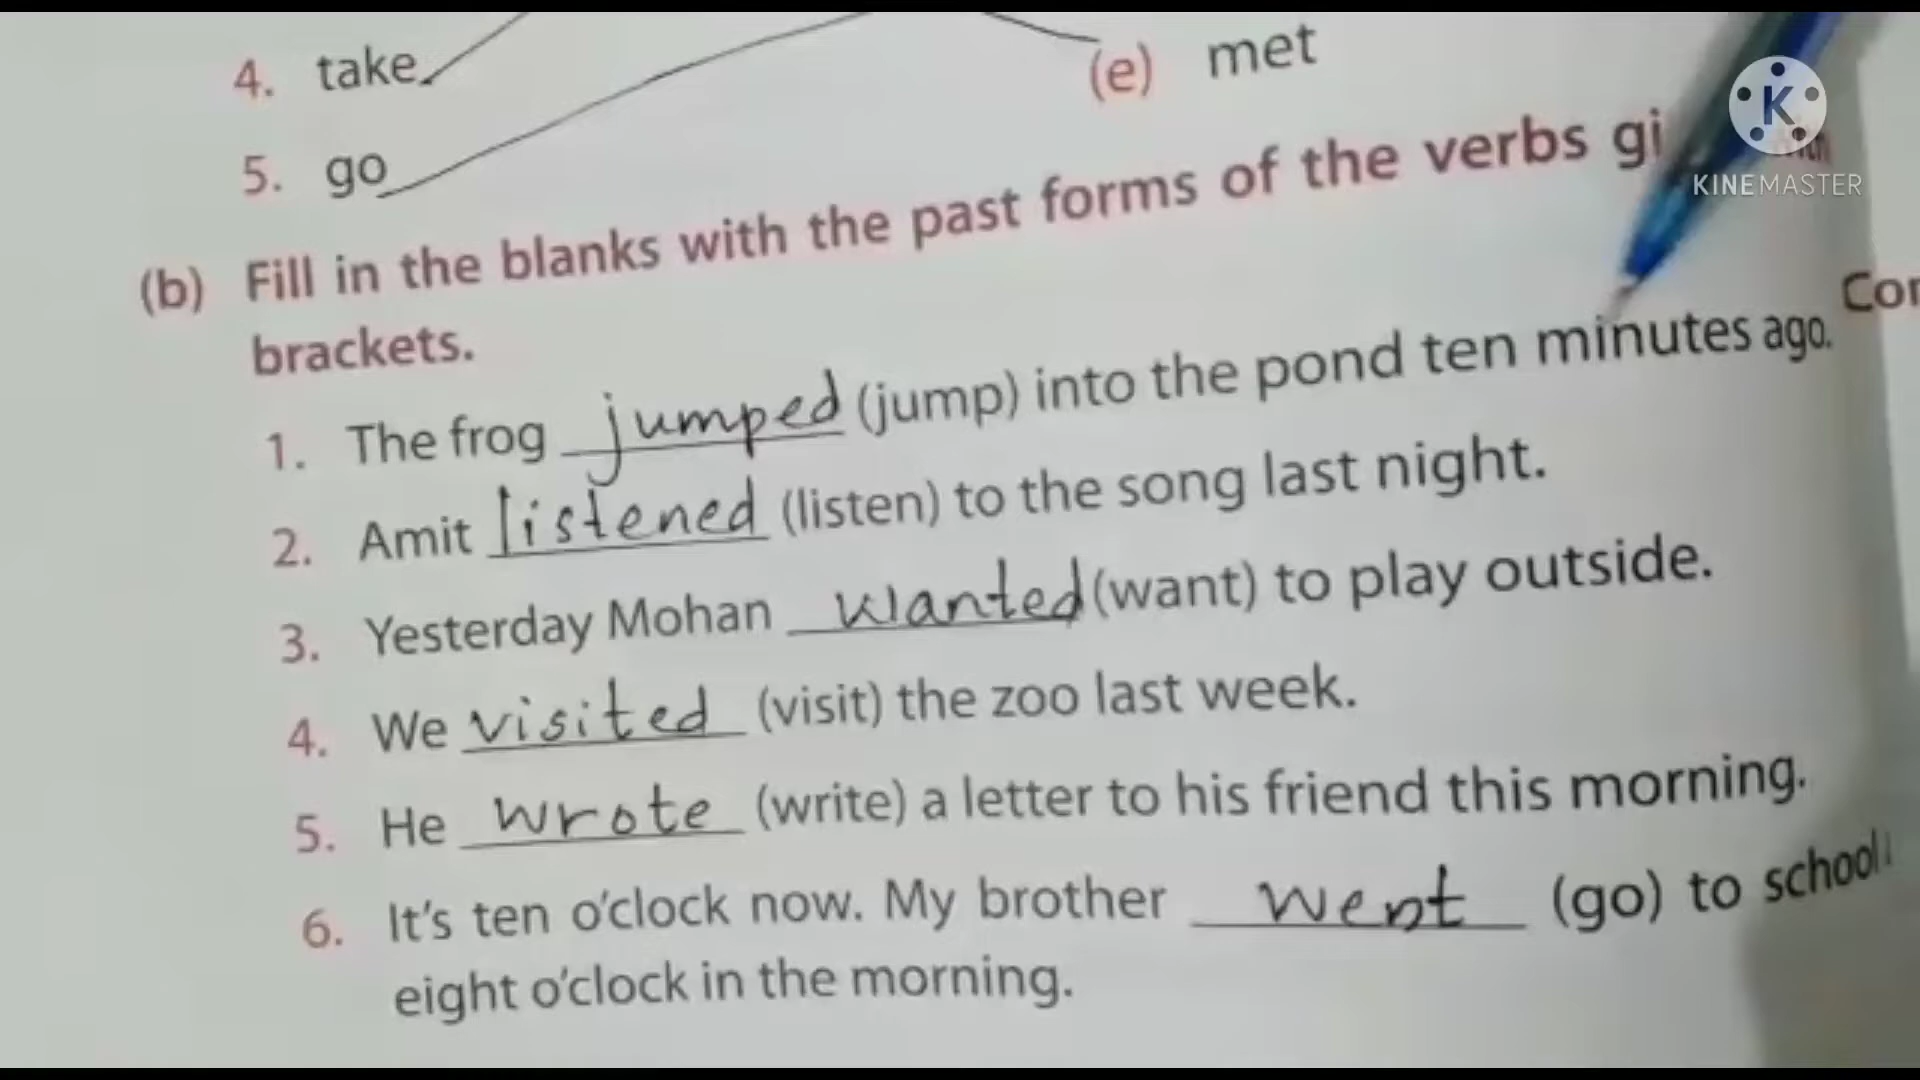 4. take
(e) met
5. go
K
KINEMASTER
(b) Fill in the blanks with the past forms of the verbs
brackets.
1. The frog jumped (jump) into the pond ten minutes ago.
2. Amit listened (listen) to the song last night.
3. Yesterday Mohan wanted (want) to play outside.
4. We visited (visit) the zoo last week.
5. He wrote (write) a letter to his friend this morning.
6. It's ten o'clock now. My brother went (go) to school
eight o'clock in the morning.